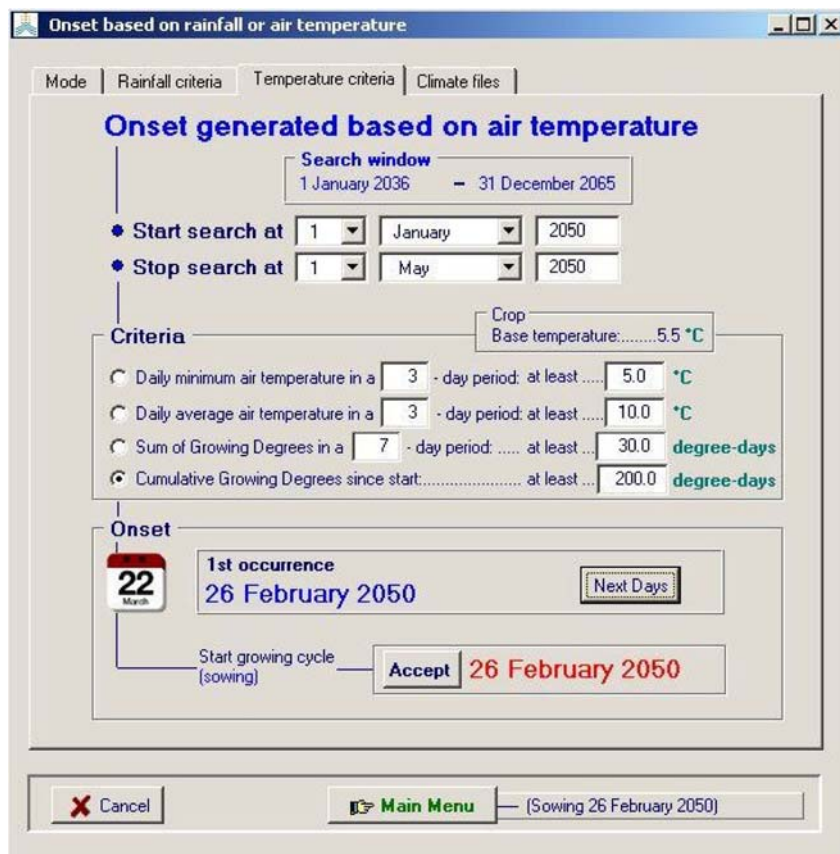 Onset based on rainfall or air temperature
Mode Rainfall criteria Temperature criteria Climate files
Onset generated based on air temperature
Search window
1 January 2036 – 31 December 2065
Start search at 1 January 2050
Stop search at 1 May 2050
Crop
Base temperature:........5.5 °C
Criteria
Daily minimum air temperature in a 3 - day period: at least ..... 5.0 °C
Daily average air temperature in a 3 - day period: at least ..... 10.0 °C
Sum of Growing Degrees in a 7 - day period: ..... at least ... 30.0 degree-days
Cumulative Growing Degrees since start:...................... at least ... 200.0 degree-days
Onset
22
March
1st occurrence
26 February 2050
Next Days
Start growing cycle
(sowing)
Accept 26 February 2050
Cancel Main Menu (Sowing 26 February 2050)